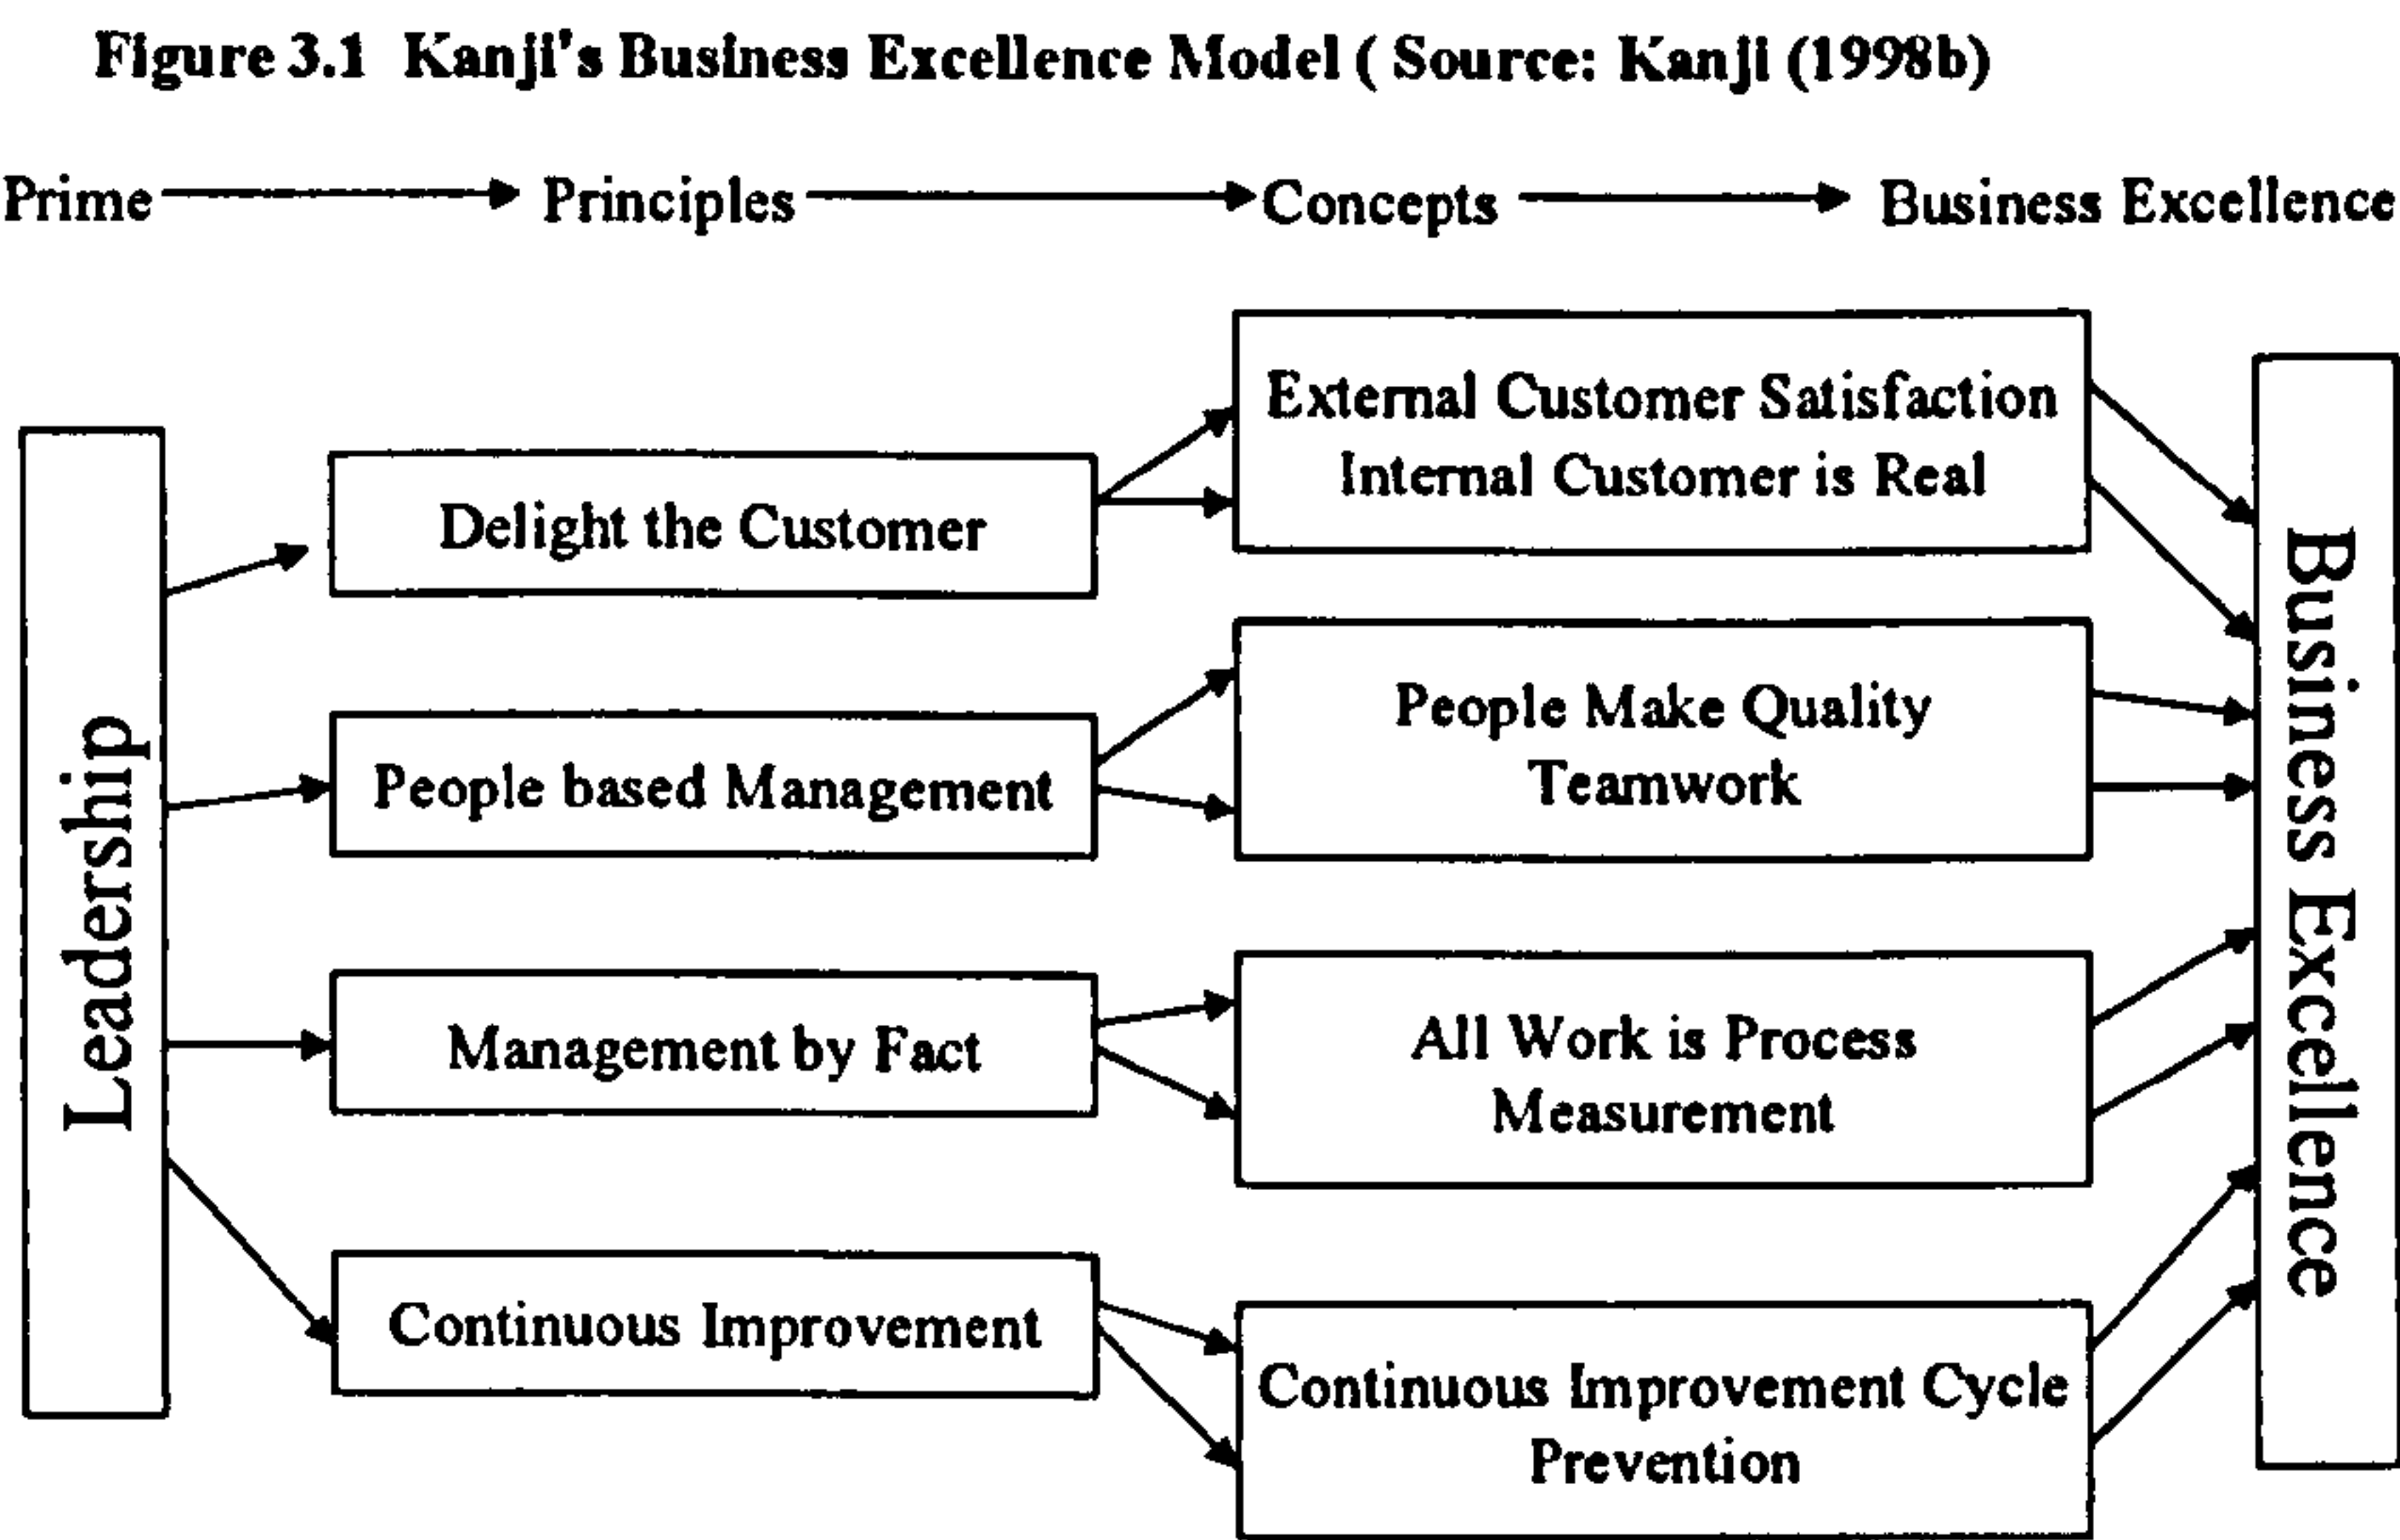 Figure 3.1 Kanji's Business Excellence Model ( Source: Kanji (1998b)
Prime Principles Concepts Business Excellence
Leadership
Delight the Customer
People based Management
Management by Fact
Continuous Improvement
External Customer Satisfaction
Internal Customer is Real
People Make Quality
Teamwork
All Work is Process
Measurement
Continuous Improvement Cycle
Prevention
Business Excellence